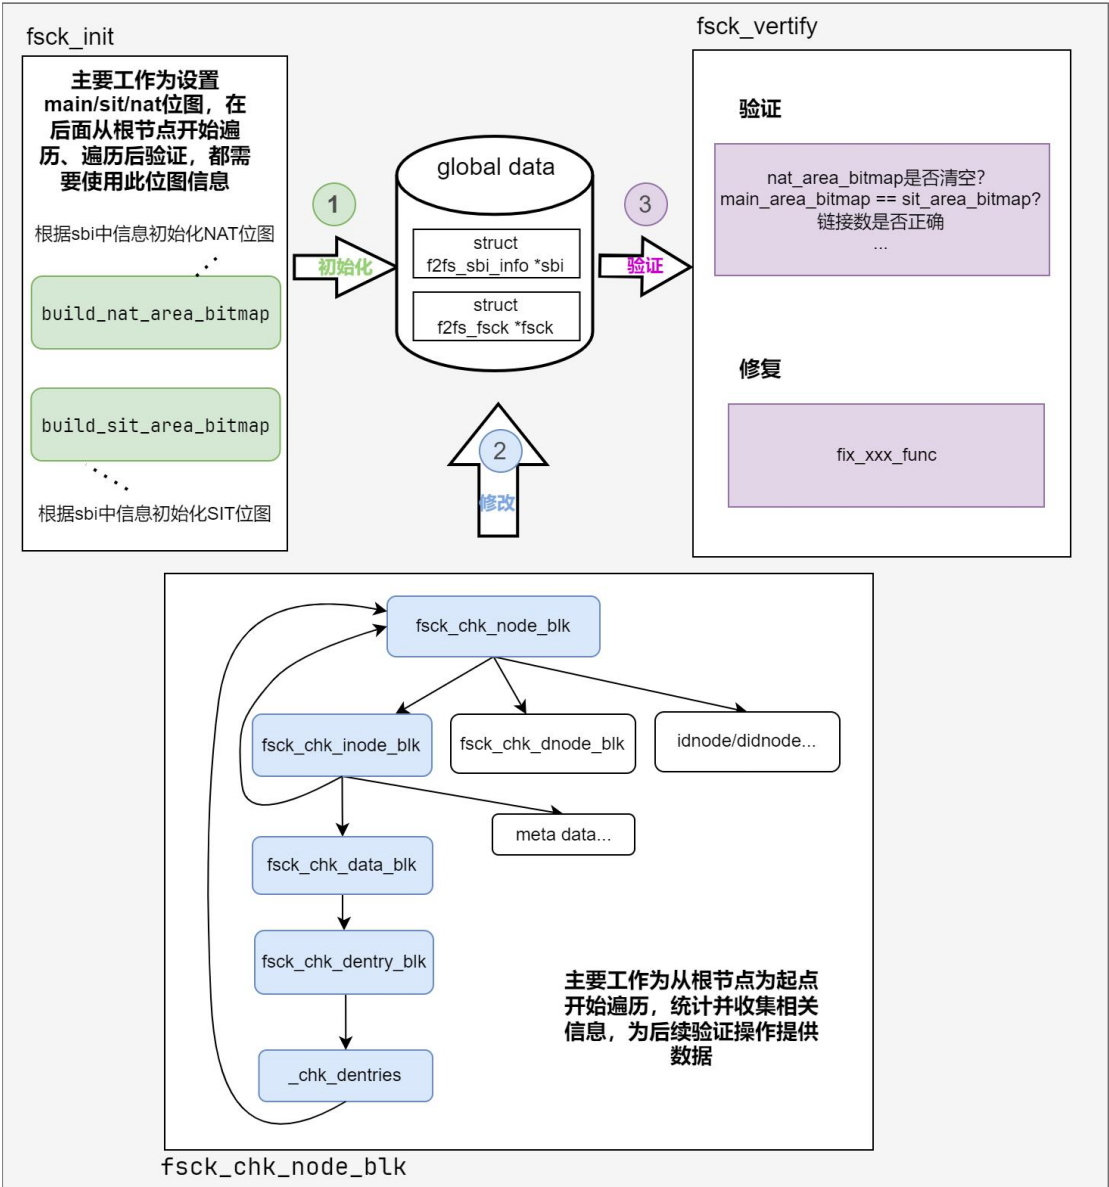 fsck_init
主要工作为设置
main/sit/nat位图，在
后面从根节点开始遍
历、遍历后验证，都需
要使用此位图信息
根据sbi中信息初始化NAT位图
build_nat_area_bitmap
build_sit_area_bitmap
根据sbi中信息初始化SIT位图
1
初始化
global data
struct
f2fs_sbi_info *sbi
struct
f2fs_fsck *fsck
3
验证
2
修改
fsck_vertify
验证
nat_area_bitmap是否清空?
main_area_bitmap == sit_area_bitmap?
链接数是否正确
...
修复
fix_xxx_func
fsck_chk_node_blk
fsck_chk_inode_blk
fsck_chk_dnode_blk
idnode/didnode...
meta data...
fsck_chk_data_blk
fsck_chk_dentry_blk
_chk_dentries
主要工作为从根节点为起点
开始遍历，统计并收集相关
信息，为后续验证操作提供
数据
fsck_chk_node_blk